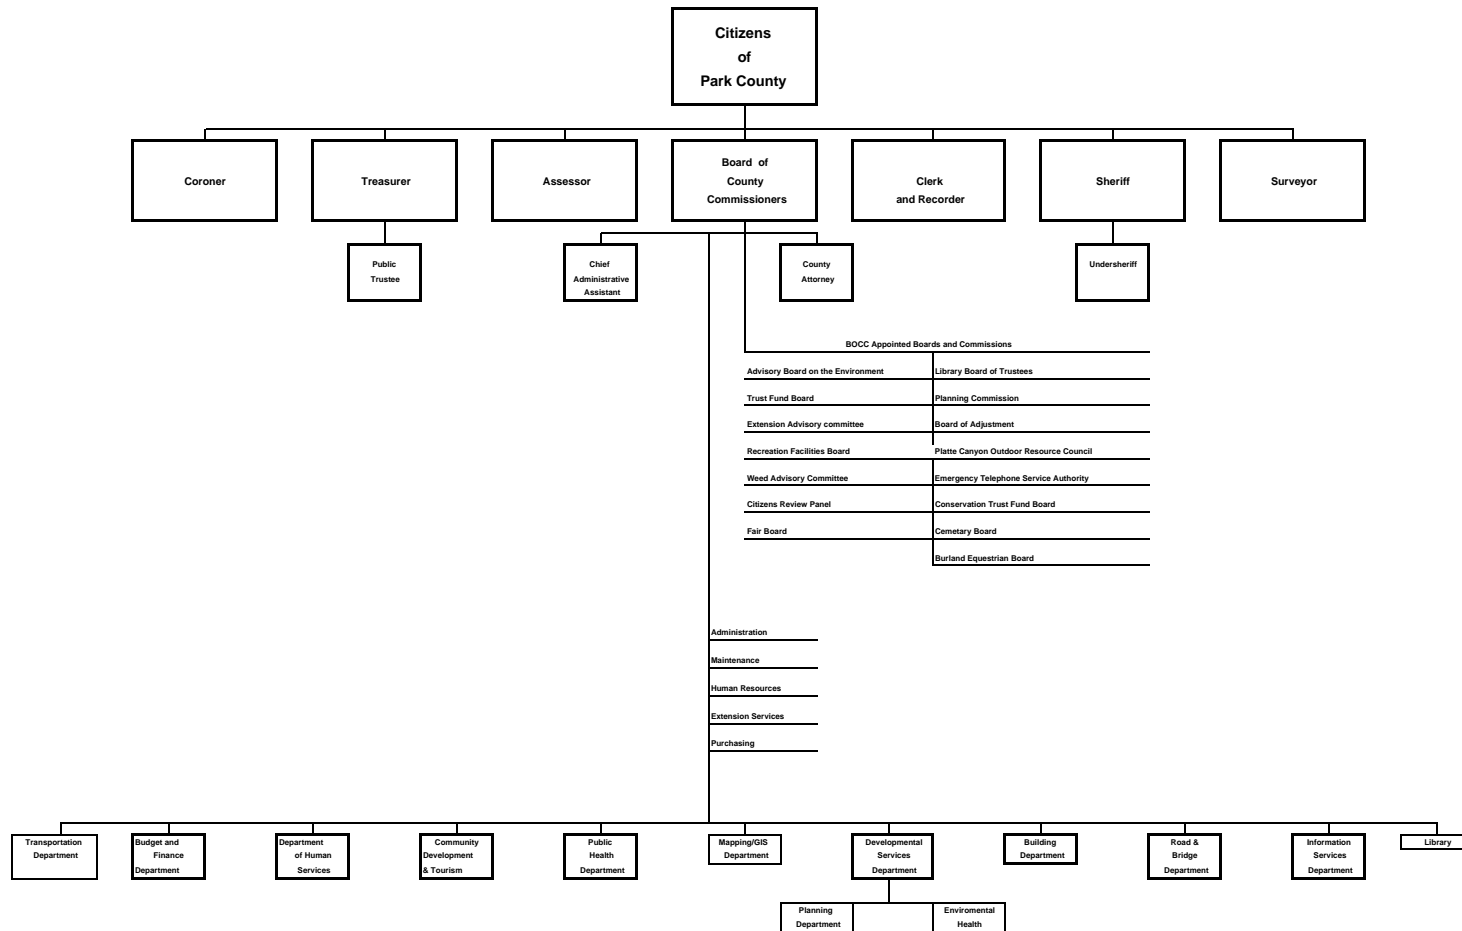 Citizens
of
Park County
Coroner
Treasurer
Assessor
Board of
County
Commissioners
Clerk
and Recorder
Sheriff
Surveyor
Public
Trustee
Chief
Administrative
Assistant
County
Attorney
Undersheriff
BOCC Appointed Boards and Commissions
Advisory Board on the Environment
Library Board of Trustees
Trust Fund Board
Planning Commission
Extension Advisory committee
Board of Adjustment
Recreation Facilities Board
Platte Canyon Outdoor Resource Council
Weed Advisory Committee
Emergency Telephone Service Authority
Citizens Review Panel
Conservation Trust Fund Board
Fair Board
Cemetary Board
Burland Equestrian Board
Administration
Maintenance
Human Resources
Extension Services
Purchasing
Transportation
Department
Budget and
Finance
Department
Department
of Human
Services
Community
Development
& Tourism
Public
Health
Department
Mapping/GIS
Department
Developmental
Services
Department
Building
Department
Road &
Bridge
Department
Information
Services
Department
Library
Planning
Department
Enviromental
Health